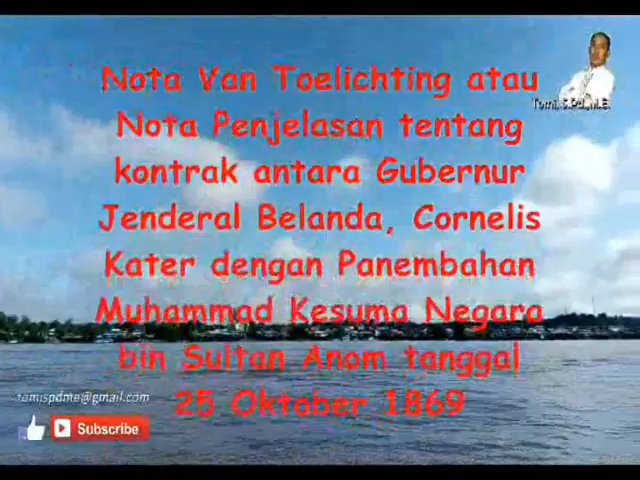 Nota Van Toelichting atau
Nota Penjelasan tentang
kontrak antara Gubernur
Jenderal Belanda, Cornelis
Kater dengan Panembahan
Muhammad Kesuma Negara
bin Sultan Anom tanggal
25 Oktober 1869
Tomi, S.Pd.,M.E.
tomispdme@gmail.com
Subscribe